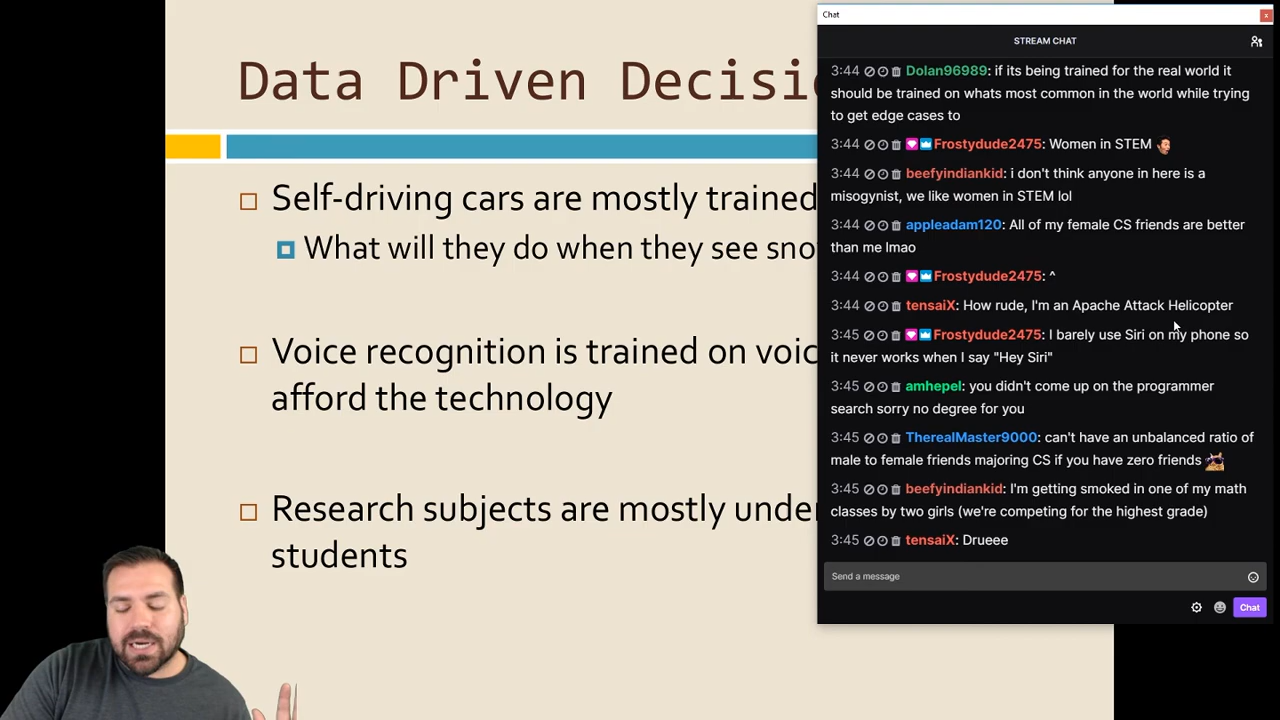 Data Driven Decisi
Self-driving cars are mostly trained
What will they do when they see sno
Voice recognition is trained on voic
afford the technology
Research subjects are mostly unde
students
Chat
STREAM CHAT
3:44 Dolan96989: if its being trained for the real world it
should be trained on whats most common in the world while trying
to get edge cases to
3:44 Frostydude2475: Women in STEM
3:44 beefyindiankid: i don't think anyone in here is a
misogynist, we like women in STEM lol
3:44 appleadam120: All of my female CS friends are better
than me lmao
3:44 Frostydude2475: ^
3:44 tensaiX: How rude, I'm an Apache Attack Helicopter
3:45 Frostydude2475: I barely use Siri on my phone so
it never works when I say "Hey Siri"
3:45 amhepel: you didn't come up on the programmer
search sorry no degree for you
3:45 TherealMaster9000: can't have an unbalanced ratio of
male to female friends majoring CS if you have zero friends
3:45 beefyindiankid: I'm getting smoked in one of my math
classes by two girls (we're competing for the highest grade)
3:45 tensaiX: Drueee
Send a message
Chat